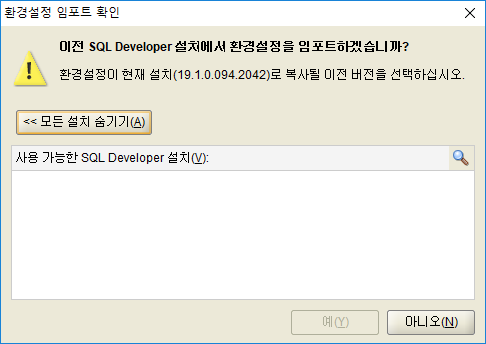 환경설정 임포트 확인
이전 SQL Developer 설치에서 환경설정을 임포트하겠습니까?
환경설정이 현재 설치(19.1.0.094.2042)로 복사될 이전 버전을 선택하십시오.
<< 모든 설치 숨기기(A)
사용 가능한 SQL Developer 설치(V):
예(Y)
아니오(N)